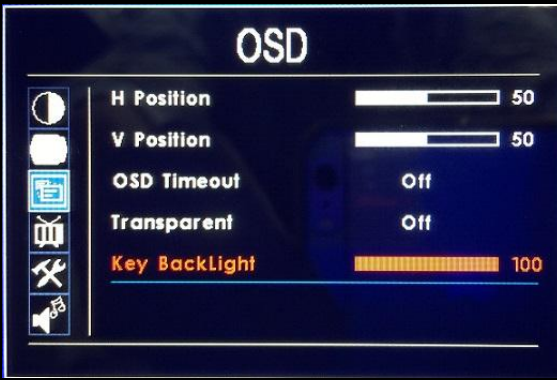 OSD
H Position 50
V Position 50
OSD Timeout Off
Transparent Off
Key BackLight 100